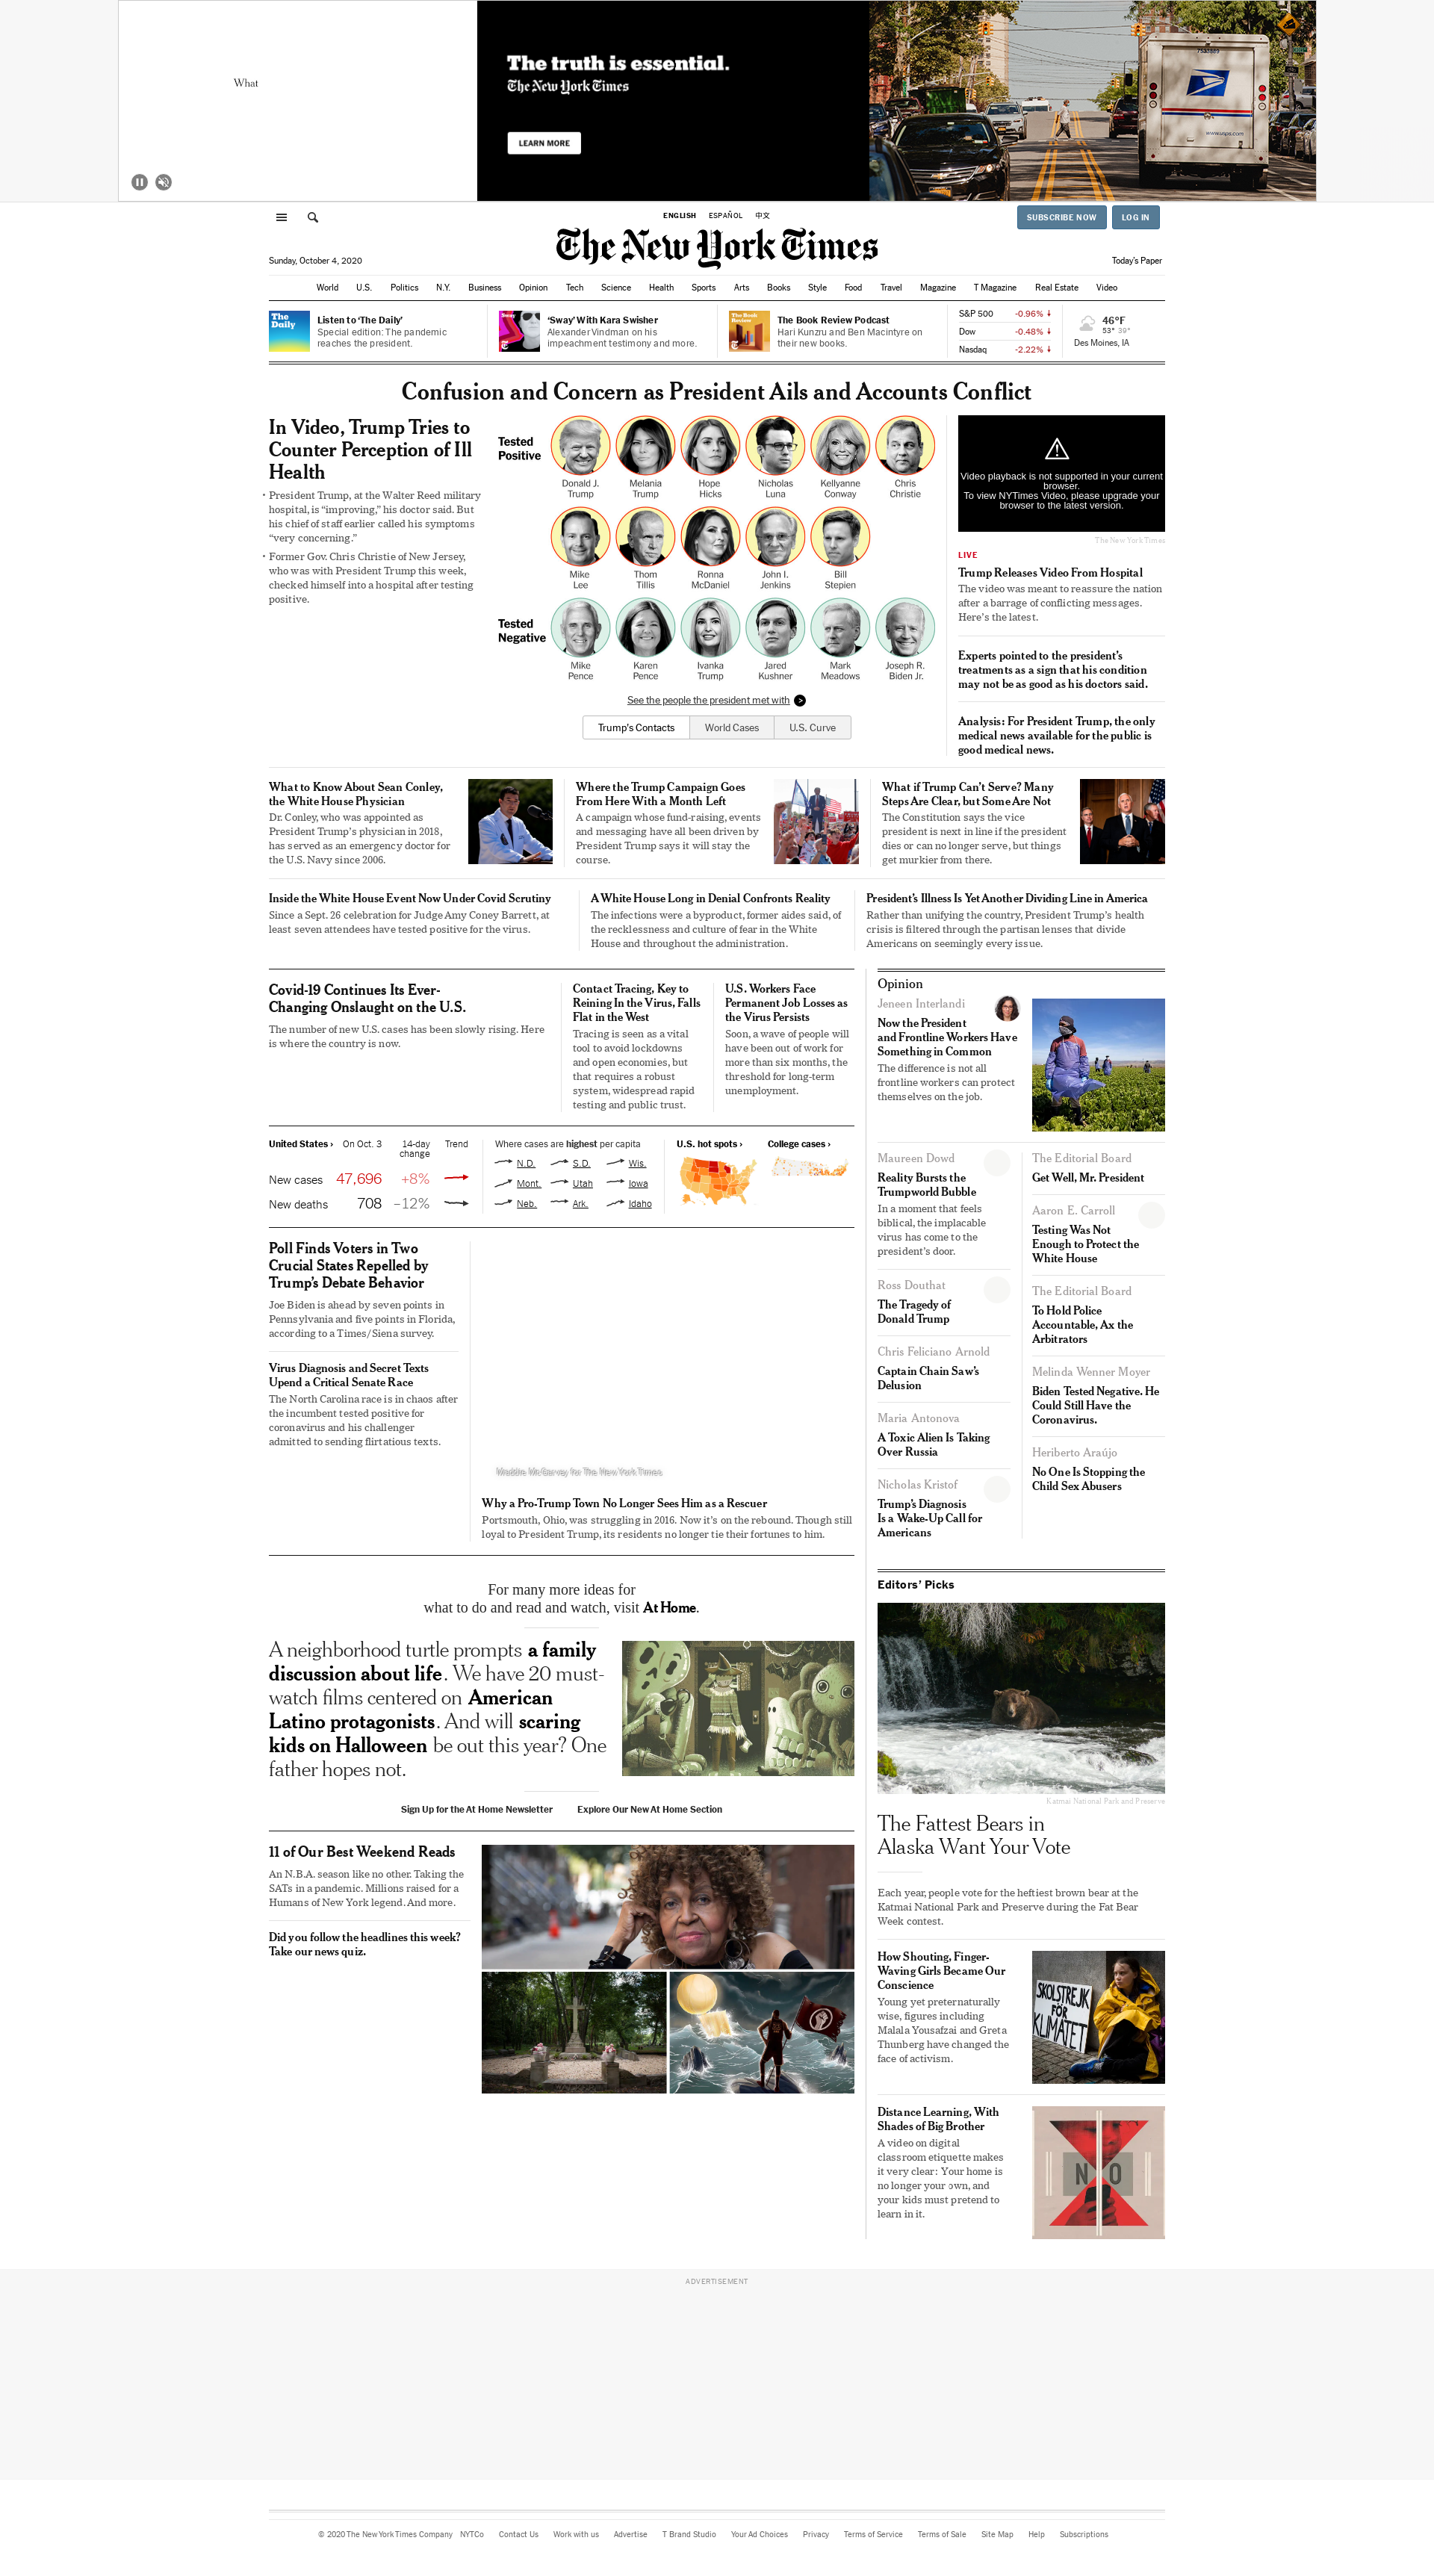 What
The truth is essential.
The New York Times
LEARN MORE
ENGLISH ESPAÑOL 中文
SUBSCRIBE NOW LOG IN
The New York Times
Sunday, October 4, 2020
Today's Paper
World U.S. Politics N.Y. Business Opinion Tech Science Health Sports Arts Books Style Food Travel Magazine T Magazine Real Estate Video
The Daily
Listen to ‘The Daily’
Special edition: The pandemic
reaches the president.
Sway
‘Sway’ With Kara Swisher
Alexander Vindman on his
impeachment testimony and more.
The Book Review
The Book Review Podcast
Hari Kunzru and Ben Macintyre on
their new books.
S&P 500 -0.96%
Dow -0.48%
Nasdaq -2.22%
46°F
53° 39°
Des Moines, IA
Confusion and Concern as President Ails and Accounts Conflict
In Video, Trump Tries to
Counter Perception of Ill
Health
• President Trump, at the Walter Reed military
hospital, is “improving,” his doctor said. But
his chief of staff earlier called his symptoms
“very concerning.”
• Former Gov. Chris Christie of New Jersey,
who was with President Trump this week,
checked himself into a hospital after testing
positive.
Tested
Positive
Donald J.
Trump
Melania
Trump
Hope
Hicks
Nicholas
Luna
Kellyanne
Conway
Chris
Christie
Mike
Lee
Thom
Tillis
Ronna
McDaniel
John I.
Jenkins
Bill
Stepien
Tested
Negative
Mike
Pence
Karen
Pence
Ivanka
Trump
Jared
Kushner
Mark
Meadows
Joseph R.
Biden Jr.
See the people the president met with >
Trump's Contacts World Cases U.S. Curve
Video playback is not supported in your current
browser.
To view NYTimes Video, please upgrade your
browser to the latest version.
The New York Times
LIVE
Trump Releases Video From Hospital
The video was meant to reassure the nation
after a barrage of conflicting messages.
Here's the latest.
Experts pointed to the president's
treatments as a sign that his condition
may not be as good as his doctors said.
Analysis: For President Trump, the only
medical news available for the public is
good medical news.
What to Know About Sean Conley,
the White House Physician
Dr. Conley, who was appointed as
President Trump's physician in 2018,
has served as an emergency doctor for
the U.S. Navy since 2006.
Where the Trump Campaign Goes
From Here With a Month Left
A campaign whose fund-raising, events
and messaging have all been driven by
President Trump says it will stay the
course.
What if Trump Can't Serve? Many
Steps Are Clear, but Some Are Not
The Constitution says the vice
president is next in line if the president
dies or can no longer serve, but things
get murkier from there.
Inside the White House Event Now Under Covid Scrutiny
Since a Sept. 26 celebration for Judge Amy Coney Barrett, at
least seven attendees have tested positive for the virus.
A White House Long in Denial Confronts Reality
The infections were a byproduct, former aides said, of
the recklessness and culture of fear in the White
House and throughout the administration.
President's Illness Is Yet Another Dividing Line in America
Rather than unifying the country, President Trump's health
crisis is filtered through the partisan lenses that divide
Americans on seemingly every issue.
Covid-19 Continues Its Ever-
Changing Onslaught on the U.S.
The number of new U.S. cases has been slowly rising. Here
is where the country is now.
Contact Tracing, Key to
Reining In the Virus, Falls
Flat in the West
Tracing is seen as a vital
tool to avoid lockdowns
and open economies, but
that requires a robust
system, widespread rapid
testing and public trust.
U.S. Workers Face
Permanent Job Losses as
the Virus Persists
Soon, a wave of people will
have been out of work for
more than six months, the
threshold for long-term
unemployment.
United States › On Oct. 3 14-day
change Trend
New cases 47,696 +8%
New deaths 708 –12%
Where cases are highest per capita
N.D. S.D. Wis.
Mont. Utah Iowa
Neb. Ark. Idaho
U.S. hot spots › College cases ›
Poll Finds Voters in Two
Crucial States Repelled by
Trump's Debate Behavior
Joe Biden is ahead by seven points in
Pennsylvania and five points in Florida,
according to a Times/Siena survey.
Virus Diagnosis and Secret Texts
Upend a Critical Senate Race
The North Carolina race is in chaos after
the incumbent tested positive for
coronavirus and his challenger
admitted to sending flirtatious texts.
Maddie McGarvey for The New York Times
Why a Pro-Trump Town No Longer Sees Him as a Rescuer
Portsmouth, Ohio, was struggling in 2016. Now it's on the rebound. Though still
loyal to President Trump, its residents no longer tie their fortunes to him.
For many more ideas for
what to do and read and watch, visit At Home.
A neighborhood turtle prompts a family
discussion about life. We have 20 must-
watch films centered on American
Latino protagonists. And will scaring
kids on Halloween be out this year? One
father hopes not.
Sign Up for the At Home Newsletter Explore Our New At Home Section
11 of Our Best Weekend Reads
An N.B.A. season like no other. Taking the
SATs in a pandemic. Millions raised for a
Humans of New York legend. And more.
Did you follow the headlines this week?
Take our news quiz.
Opinion
Jeneen Interlandi
Now the President
and Frontline Workers Have
Something in Common
The difference is not all
frontline workers can protect
themselves on the job.
Maureen Dowd
Reality Bursts the
Trumpworld Bubble
In a moment that feels
biblical, the implacable
virus has come to the
president's door.
Ross Douthat
The Tragedy of
Donald Trump
Chris Feliciano Arnold
Captain Chain Saw's
Delusion
Maria Antonova
A Toxic Alien Is Taking
Over Russia
Nicholas Kristof
Trump's Diagnosis
Is a Wake-Up Call for
Americans
The Editorial Board
Get Well, Mr. President
Aaron E. Carroll
Testing Was Not
Enough to Protect the
White House
The Editorial Board
To Hold Police
Accountable, Ax the
Arbitrators
Melinda Wenner Moyer
Biden Tested Negative. He
Could Still Have the
Coronavirus.
Heriberto Araújo
No One Is Stopping the
Child Sex Abusers
Editors' Picks
Katmai National Park and Preserve
The Fattest Bears in
Alaska Want Your Vote
Each year, people vote for the heftiest brown bear at the
Katmai National Park and Preserve during the Fat Bear
Week contest.
How Shouting, Finger-
Waving Girls Became Our
Conscience
Young yet preternaturally
wise, figures including
Malala Yousafzai and Greta
Thunberg have changed the
face of activism.
SKOLSTREJK
FÖR
KLIMATET
Distance Learning, With
Shades of Big Brother
A video on digital
classroom etiquette makes
it very clear: Your home is
no longer your own, and
your kids must pretend to
learn in it.
NO
ADVERTISEMENT
© 2020 The New York Times Company NYTCo Contact Us Work with us Advertise T Brand Studio Your Ad Choices Privacy Terms of Service Terms of Sale Site Map Help Subscriptions